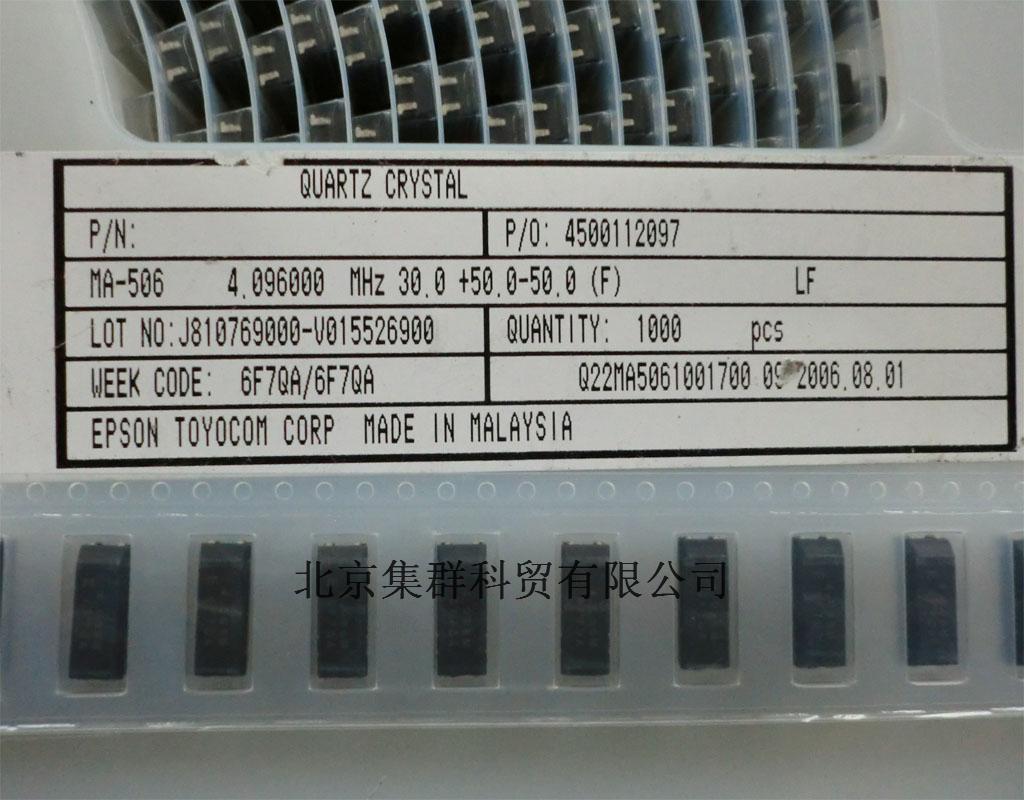 QUARTZ CRYSTAL
P/N:
P/O: 4500112097
MA-506 4.096000 MHz 30.0 +50.0-50.0 (F) LF
LOT NO:J810769000-V015526900
QUANTITY: 1000 pcs
WEEK CODE: 6F7QA/6F7QA
Q22MA5061001700 09 2006.08.01
EPSON TOYOCOM CORP MADE IN MALAYSIA
北京集群科贸有限公司